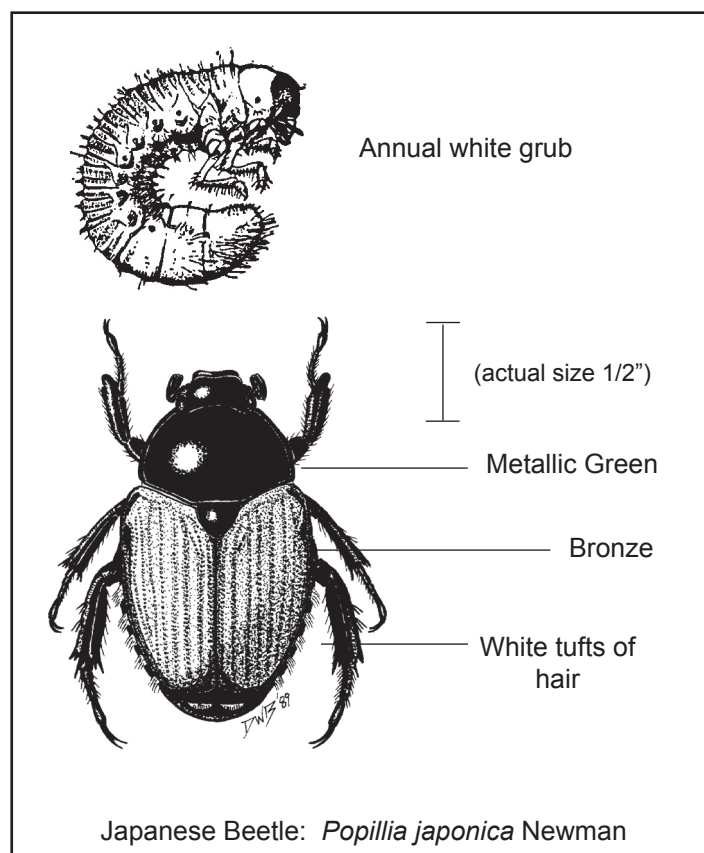 Annual white grub
(actual size 1/2”)
Metallic Green
Bronze
White tufts of
hair
DWB '89
Japanese Beetle: Popillia japonica Newman